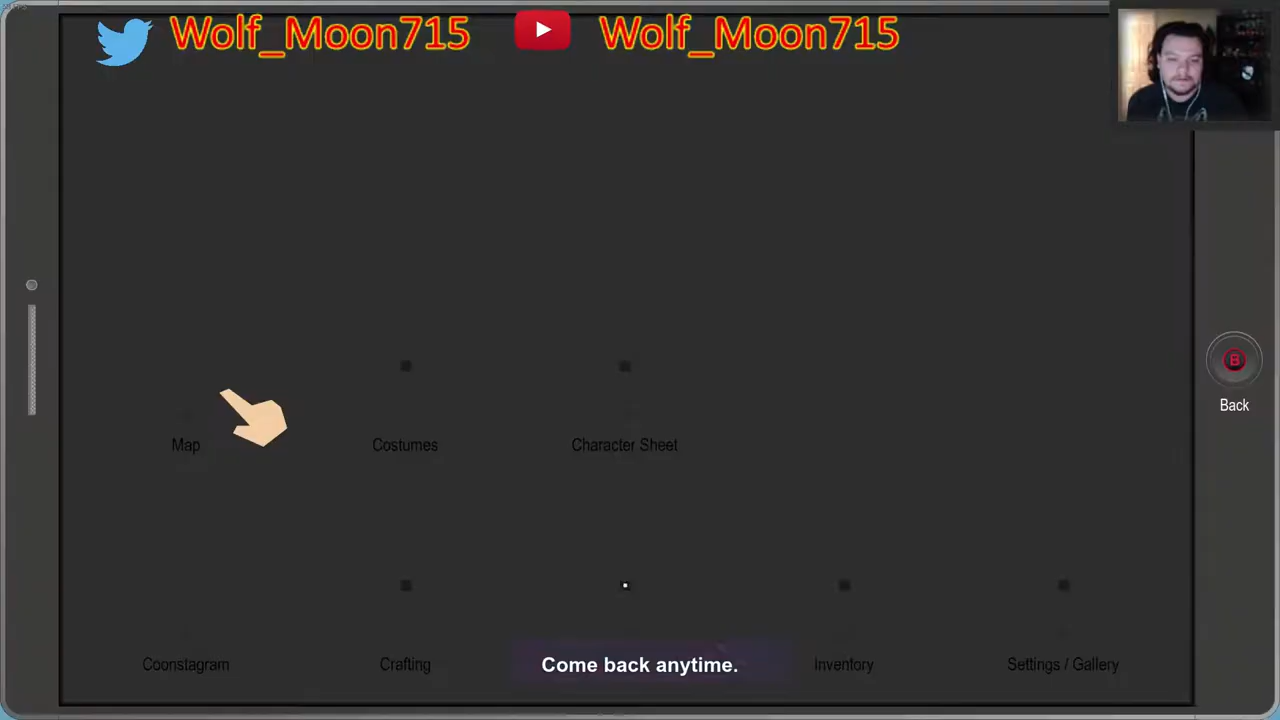 Wolf_Moon715
Wolf_Moon715
B
Back
Map
Costumes
Character Sheet
Coonstagram
Crafting
Inventory
Settings / Gallery
Come back anytime.